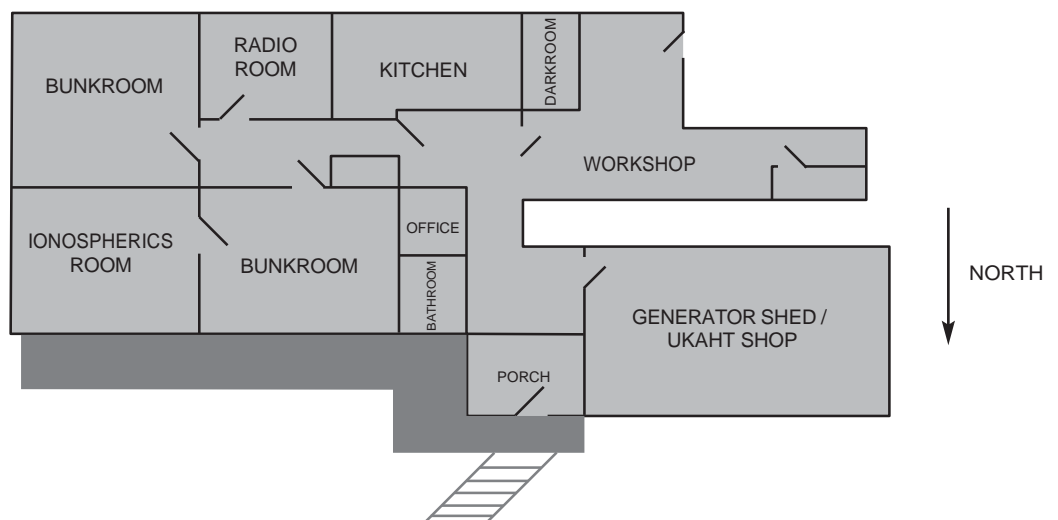 RADIO
ROOM
BUNKROOM
KITCHEN
DARKROOM
WORKSHOP
IONOSPHERICS
ROOM
BUNKROOM
OFFICE
BATHROOM
NORTH
GENERATOR SHED /
UKAHT SHOP
PORCH